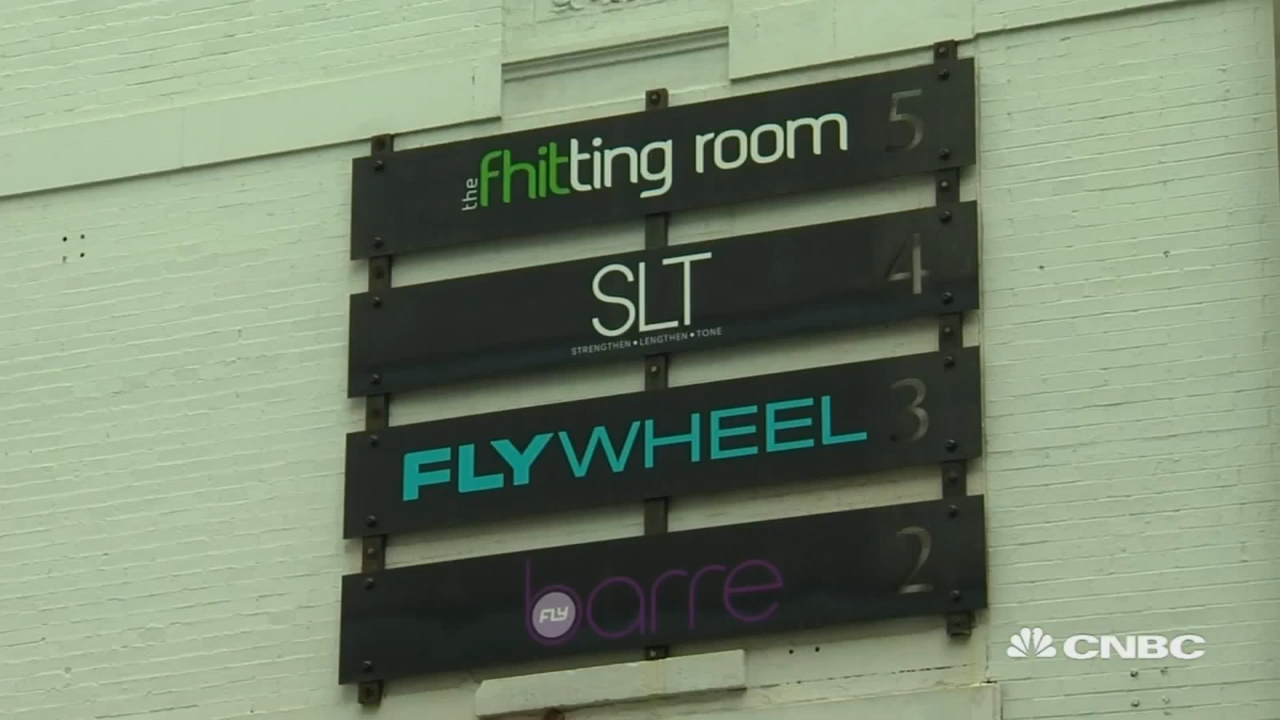 the fhitting room 5
SLT 4
STRENGTHEN • LENGTHEN • TONE
FLYWHEEL 3
FLY barre 2
CNBC